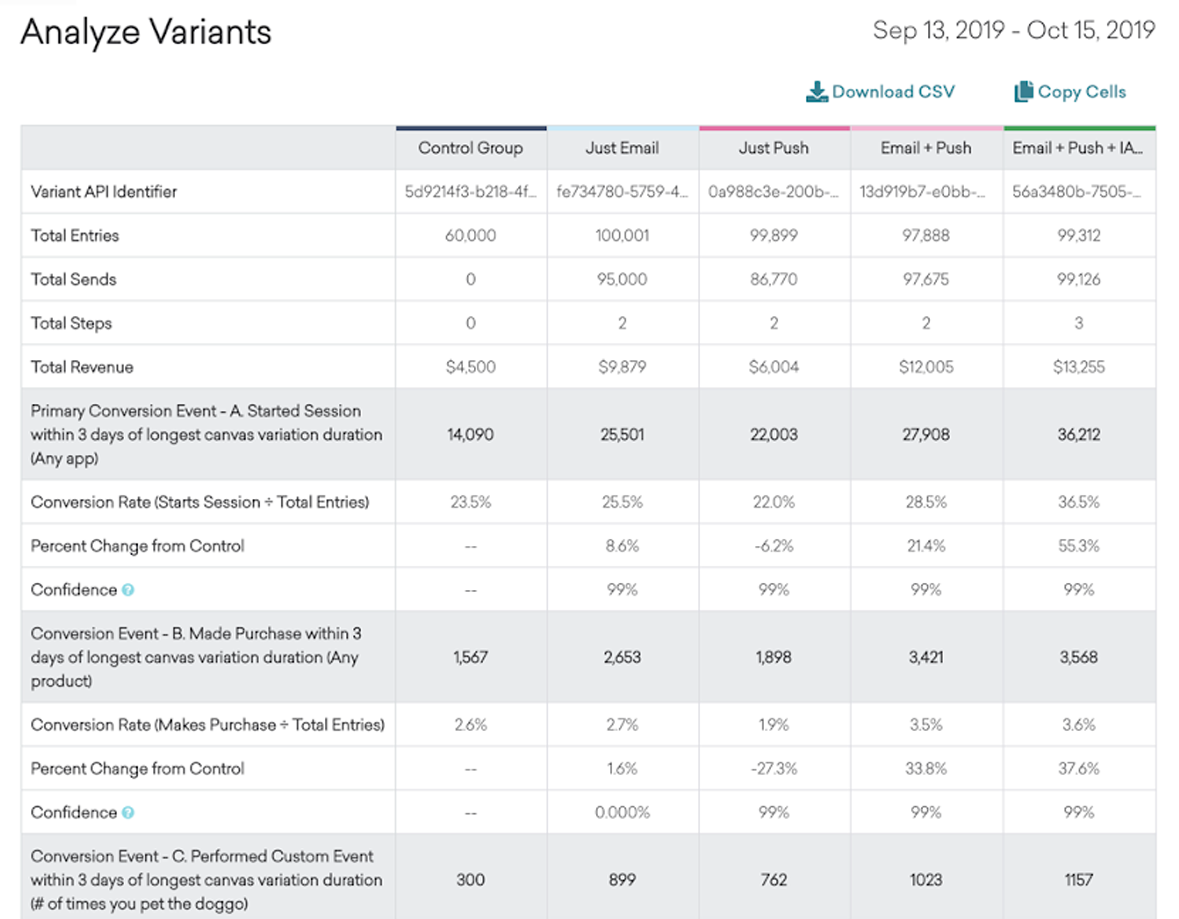 Analyze Variants
Sep 13, 2019 - Oct 15, 2019
Download CSV Copy Cells
Control Group Just Email Just Push Email + Push Email + Push + IA...
Variant API Identifier 5d9214f3-b218-4f... fe734780-5759-4... 0a988c3e-200b-... 13d919b7-e0bb-... 56a3480b-7505-...
Total Entries 60,000 100,001 99,899 97,888 99,312
Total Sends 0 95,000 86,770 97,675 99,126
Total Steps 0 2 2 2 3
Total Revenue $4,500 $9,879 $6,004 $12,005 $13,255
Primary Conversion Event - A. Started Session
within 3 days of longest canvas variation duration
(Any app)
14,090 25,501 22,003 27,908 36,212
Conversion Rate (Starts Session ÷ Total Entries) 23.5% 25.5% 22.0% 28.5% 36.5%
Percent Change from Control -- 8.6% -6.2% 21.4% 55.3%
Confidence ? -- 99% 99% 99% 99%
Conversion Event - B. Made Purchase within 3
days of longest canvas variation duration (Any
product)
1,567 2,653 1,898 3,421 3,568
Conversion Rate (Makes Purchase ÷ Total Entries) 2.6% 2.7% 1.9% 3.5% 3.6%
Percent Change from Control -- 1.6% -27.3% 33.8% 37.6%
Confidence ? -- 0.000% 99% 99% 99%
Conversion Event - C. Performed Custom Event
within 3 days of longest canvas variation duration
(# of times you pet the doggo)
300 899 762 1023 1157